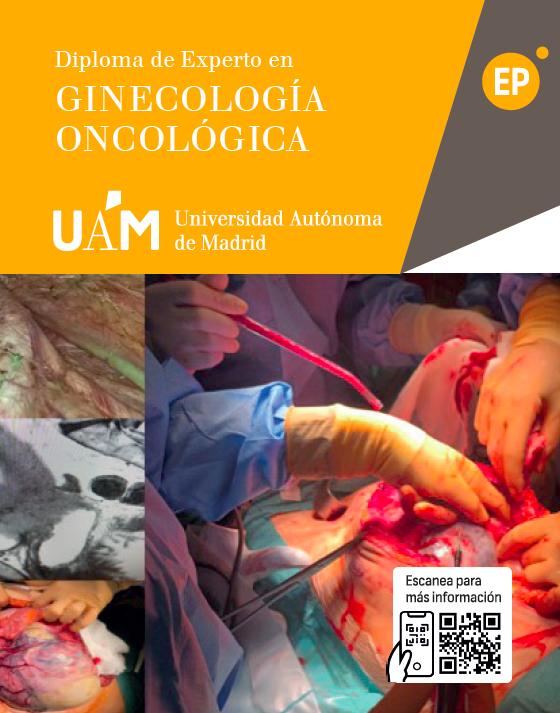 Diploma de Experto en
GINECOLOGÍA
ONCOLÓGICA
EP
UAM Universidad Autónoma
de Madrid
Escanea para
más información